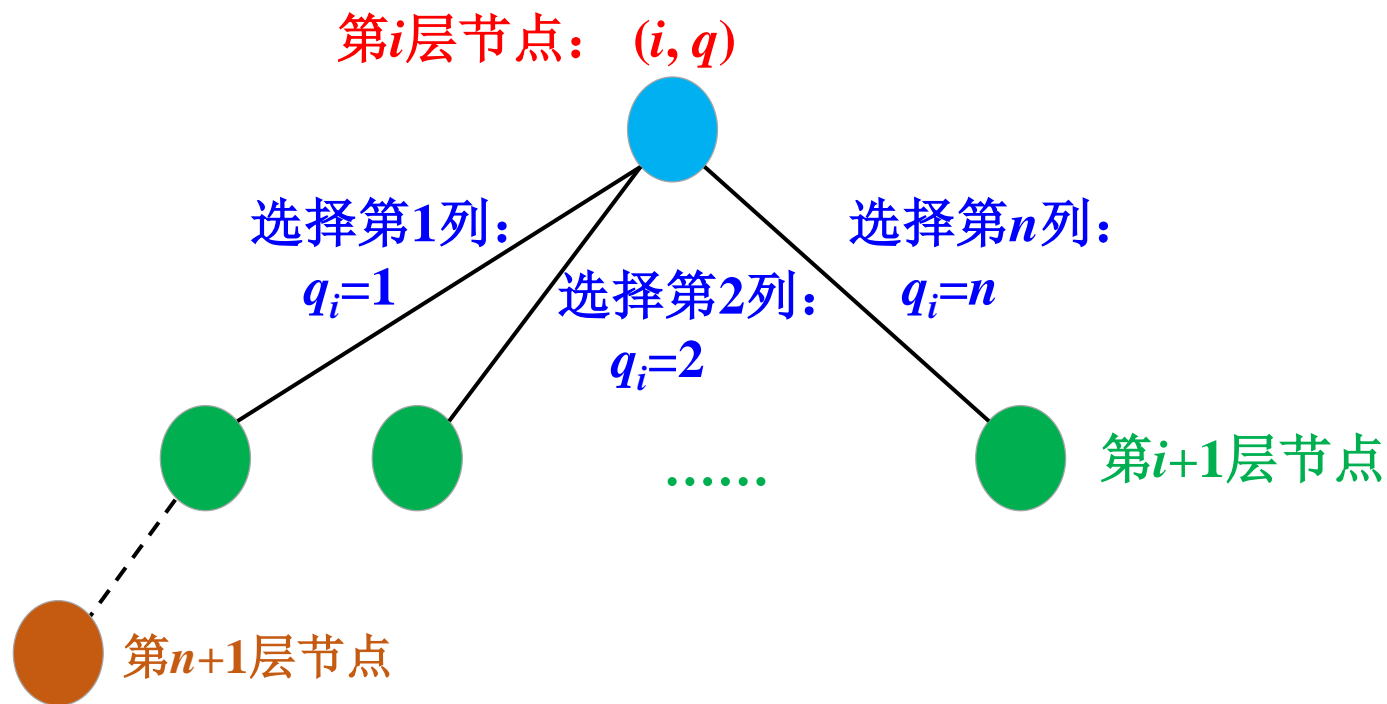 第i层节点： (i, q)
选择第1列：
qᵢ=1
选择第2列：
qᵢ=2
选择第n列：
qᵢ=n
......
第i+1层节点
第n+1层节点